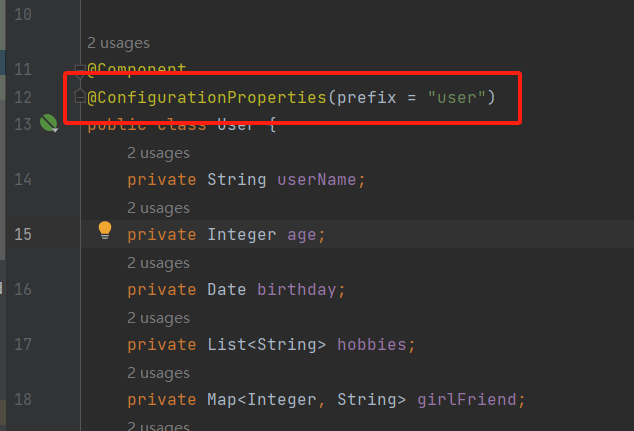 10
2 usages
11 @Component
12 @ConfigurationProperties(prefix = "user")
13 public class User {
2 usages
14 private String userName;
2 usages
15 private Integer age;
2 usages
16 private Date birthday;
2 usages
17 private List<String> hobbies;
2 usages
18 private Map<Integer, String> girlFriend;
2 usages